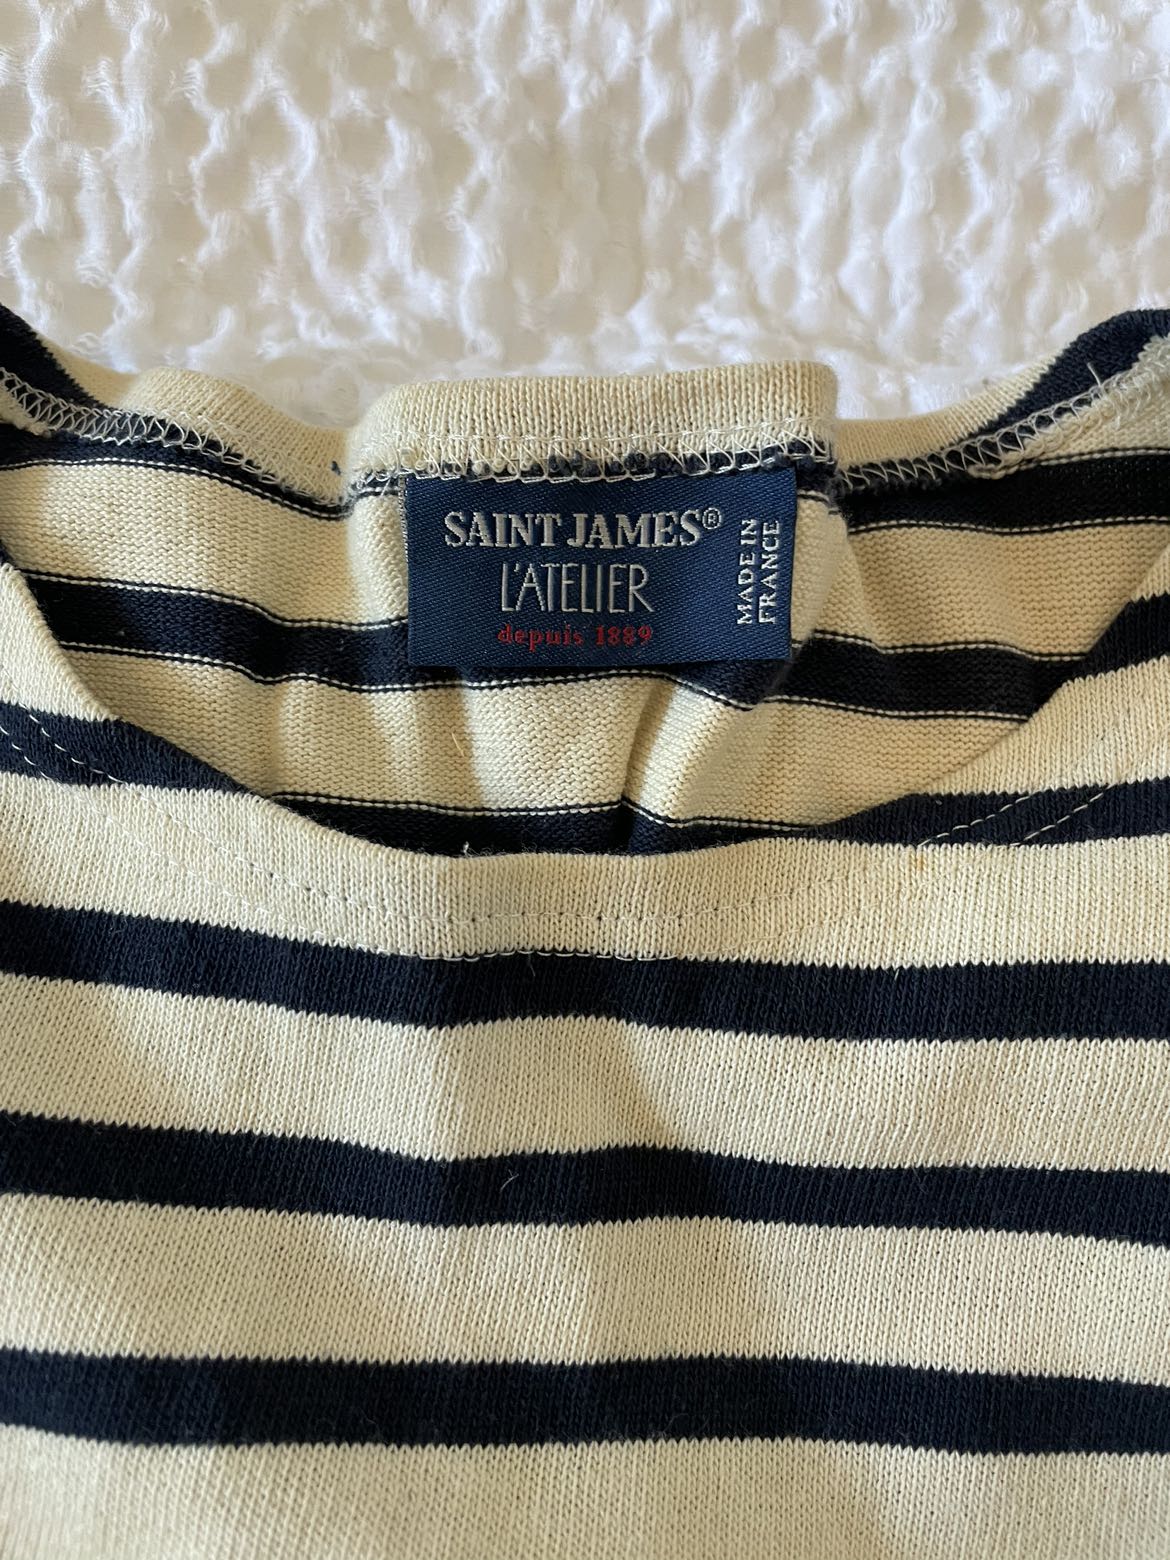 SAINT JAMES®
L'ATELIER
depuis 1889
MADE IN
FRANCE